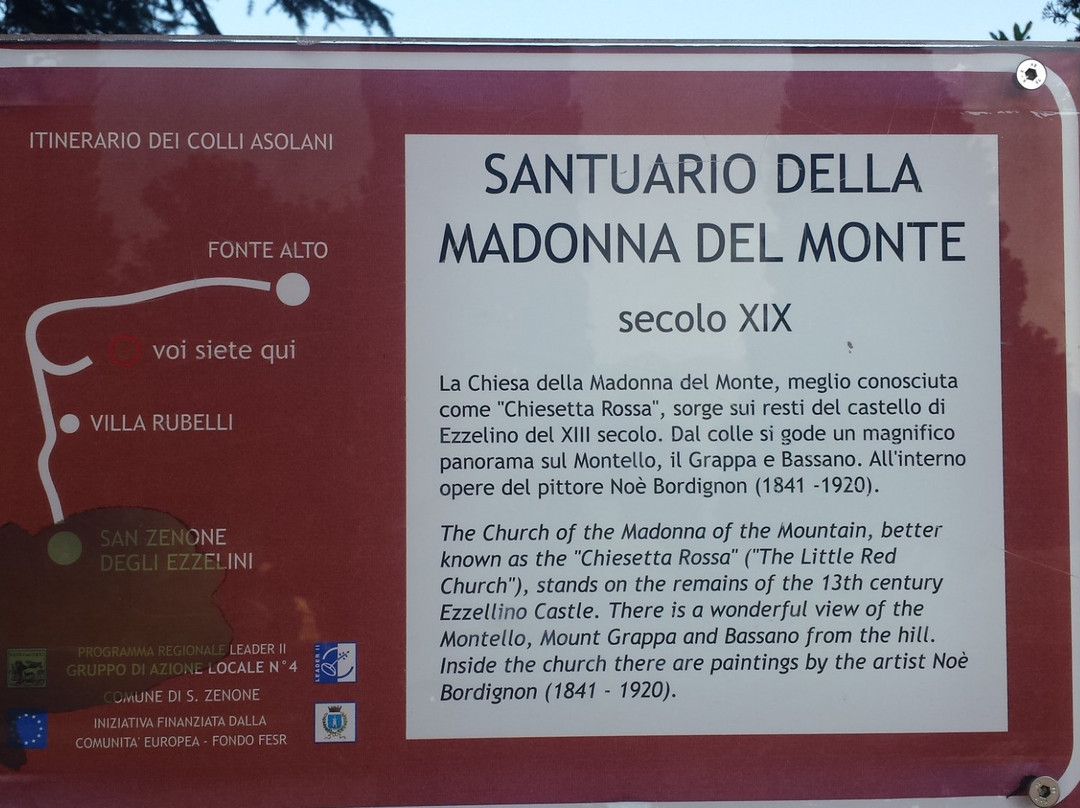 ITINERARIO DEI COLLI ASOLANI
FONTE ALTO
voi siete qui
VILLA RUBELLI
SAN ZENONE
DEGLI EZZELINI
PROGRAMMA REGIONALE LEADER II
GRUPPO DI AZIONE LOCALE N°4
COMUNE DI S. ZENONE
INIZIATIVA FINANZIATA DALLA
COMUNITA' EUROPEA - FONDO FESR
LEADER II
SANTUARIO DELLA
MADONNA DEL MONTE
secolo XIX
La Chiesa della Madonna del Monte, meglio conosciuta
come "Chiesetta Rossa", sorge sui resti del castello di
Ezzelino del XIII secolo. Dal colle si gode un magnifico
panorama sul Montello, il Grappa e Bassano. All'interno
opere del pittore Noè Bordignon (1841 -1920).
The Church of the Madonna of the Mountain, better
known as the "Chiesetta Rossa" ("The Little Red
Church"), stands on the remains of the 13th century
Ezzellino Castle. There is a wonderful view of the
Montello, Mount Grappa and Bassano from the hill.
Inside the church there are paintings by the artist Noè
Bordignon (1841 - 1920).